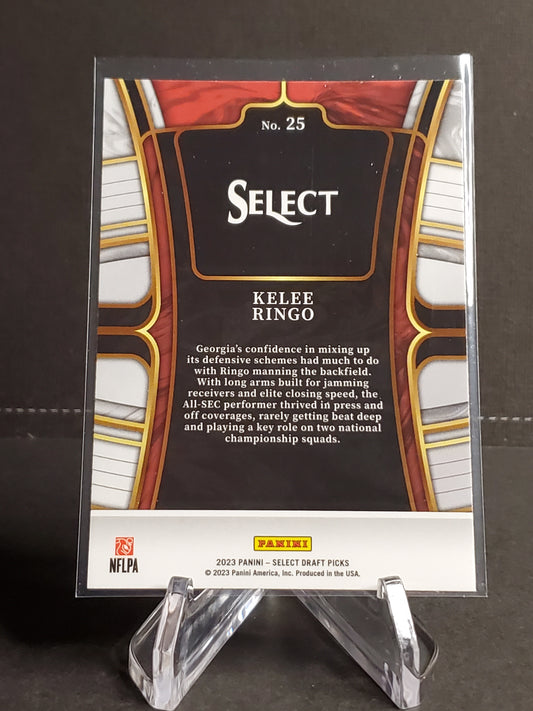 No. 25
SELECT
KELEE
RINGO
Georgia's confidence in mixing up
its defensive schemes had much to do
with Ringo manning the backfield.
With long arms built for jamming
receivers and elite closing speed, the
All-SEC performer thrived in press and
off coverages, rarely getting beat deep
and playing a key role on two national
championship squads.
PANINI
NFLPA
2023 PANINI – SELECT DRAFT PICKS
© 2023 Panini America, Inc. Produced in the USA.